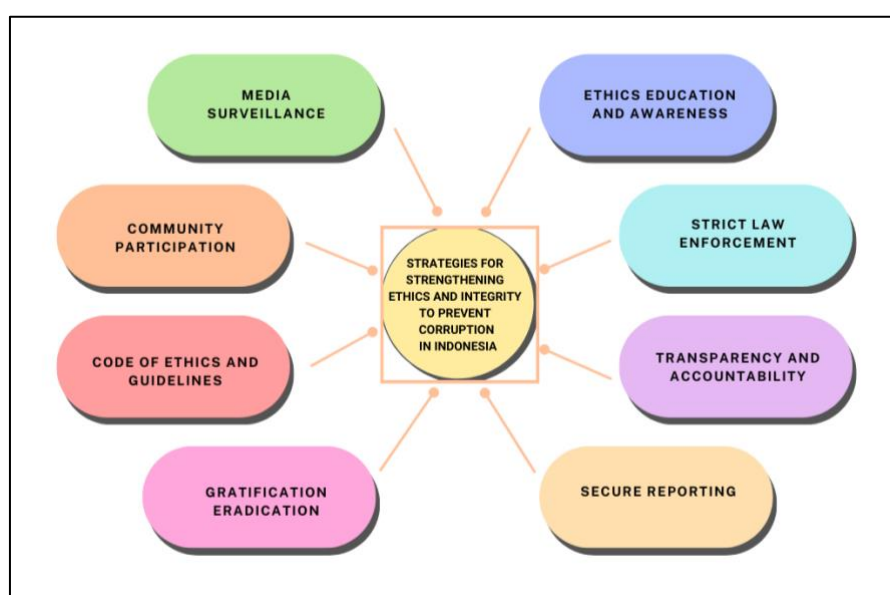 MEDIA
SURVEILLANCE
ETHICS EDUCATION
AND AWARENESS
COMMUNITY
PARTICIPATION
STRICT LAW
ENFORCEMENT
STRATEGIES FOR
STRENGTHENING
ETHICS AND INTEGRITY
TO PREVENT
CORRUPTION
IN INDONESIA
CODE OF ETHICS AND
GUIDELINES
TRANSPARENCY AND
ACCOUNTABILITY
GRATIFICATION
ERADICATION
SECURE REPORTING